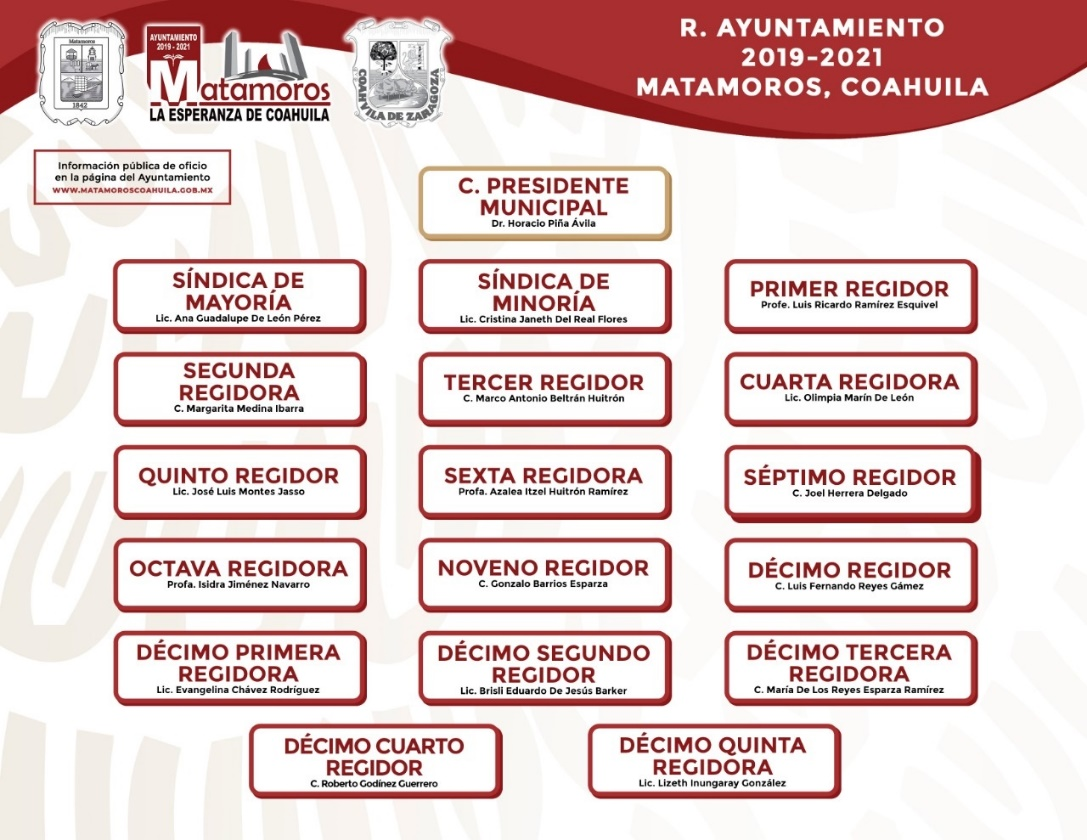 Matamoros
1842
AYUNTAMIENTO
2019 - 2021
Matamoros
LA ESPERANZA DE COAHUILA
COAHVILA DE ZARAGOZA
R. AYUNTAMIENTO
2019-2021
MATAMOROS, COAHUILA
Información pública de oficio
en la página del Ayuntamiento
WWW.MATAMOROSCOAHUILA.GOB.MX
C. PRESIDENTE
MUNICIPAL
Dr. Horacio Piña Ávila
SÍNDICA DE
MAYORÍA
Lic. Ana Guadalupe De León Pérez
SÍNDICA DE
MINORÍA
Lic. Cristina Janeth Del Real Flores
PRIMER REGIDOR
Profe. Luis Ricardo Ramírez Esquivel
SEGUNDA
REGIDORA
C. Margarita Medina Ibarra
TERCER REGIDOR
C. Marco Antonio Beltrán Huitrón
CUARTA REGIDORA
Lic. Olimpia Marín De León
QUINTO REGIDOR
Lic. José Luis Montes Jasso
SEXTA REGIDORA
Profa. Azalea Itzel Huitrón Ramírez
SÉPTIMO REGIDOR
C. Joel Herrera Delgado
OCTAVA REGIDORA
Profa. Isidra Jiménez Navarro
NOVENO REGIDOR
C. Gonzalo Barrios Esparza
DÉCIMO REGIDOR
C. Luis Fernando Reyes Gámez
DÉCIMO PRIMERA
REGIDORA
Lic. Evangelina Chávez Rodríguez
DÉCIMO SEGUNDO
REGIDOR
Lic. Brisli Eduardo De Jesús Barker
DÉCIMO TERCERA
REGIDORA
C. María De Los Reyes Esparza Ramírez
DÉCIMO CUARTO
REGIDOR
C. Roberto Godínez Guerrero
DÉCIMO QUINTA
REGIDORA
Lic. Lizeth Inungaray González